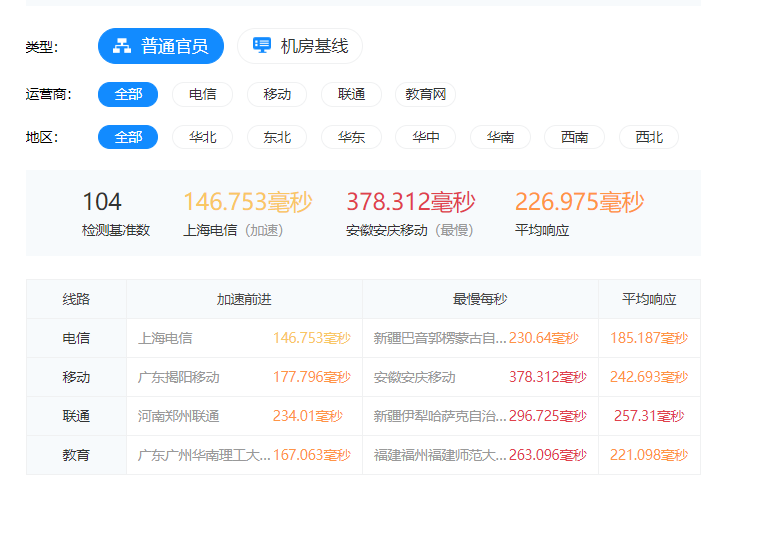 类型： 普通官员 机房基线
运营商： 全部 电信 移动 联通 教育网
地区： 全部 华北 东北 华东 华中 华南 西南 西北
104 146.753毫秒 378.312毫秒 226.975毫秒
检测基准数 上海电信（加速） 安徽安庆移动（最慢） 平均响应
线路 加速前进 最慢每秒 平均响应
电信 上海电信 146.753毫秒 新疆巴音郭楞蒙古自... 230.64毫秒 185.187毫秒
移动 广东揭阳移动 177.796毫秒 安徽安庆移动 378.312毫秒 242.693毫秒
联通 河南郑州联通 234.01毫秒 新疆伊犁哈萨克自治... 296.725毫秒 257.31毫秒
教育 广东广州华南理工大... 167.063毫秒 福建福州福建师范大... 263.096毫秒 221.098毫秒